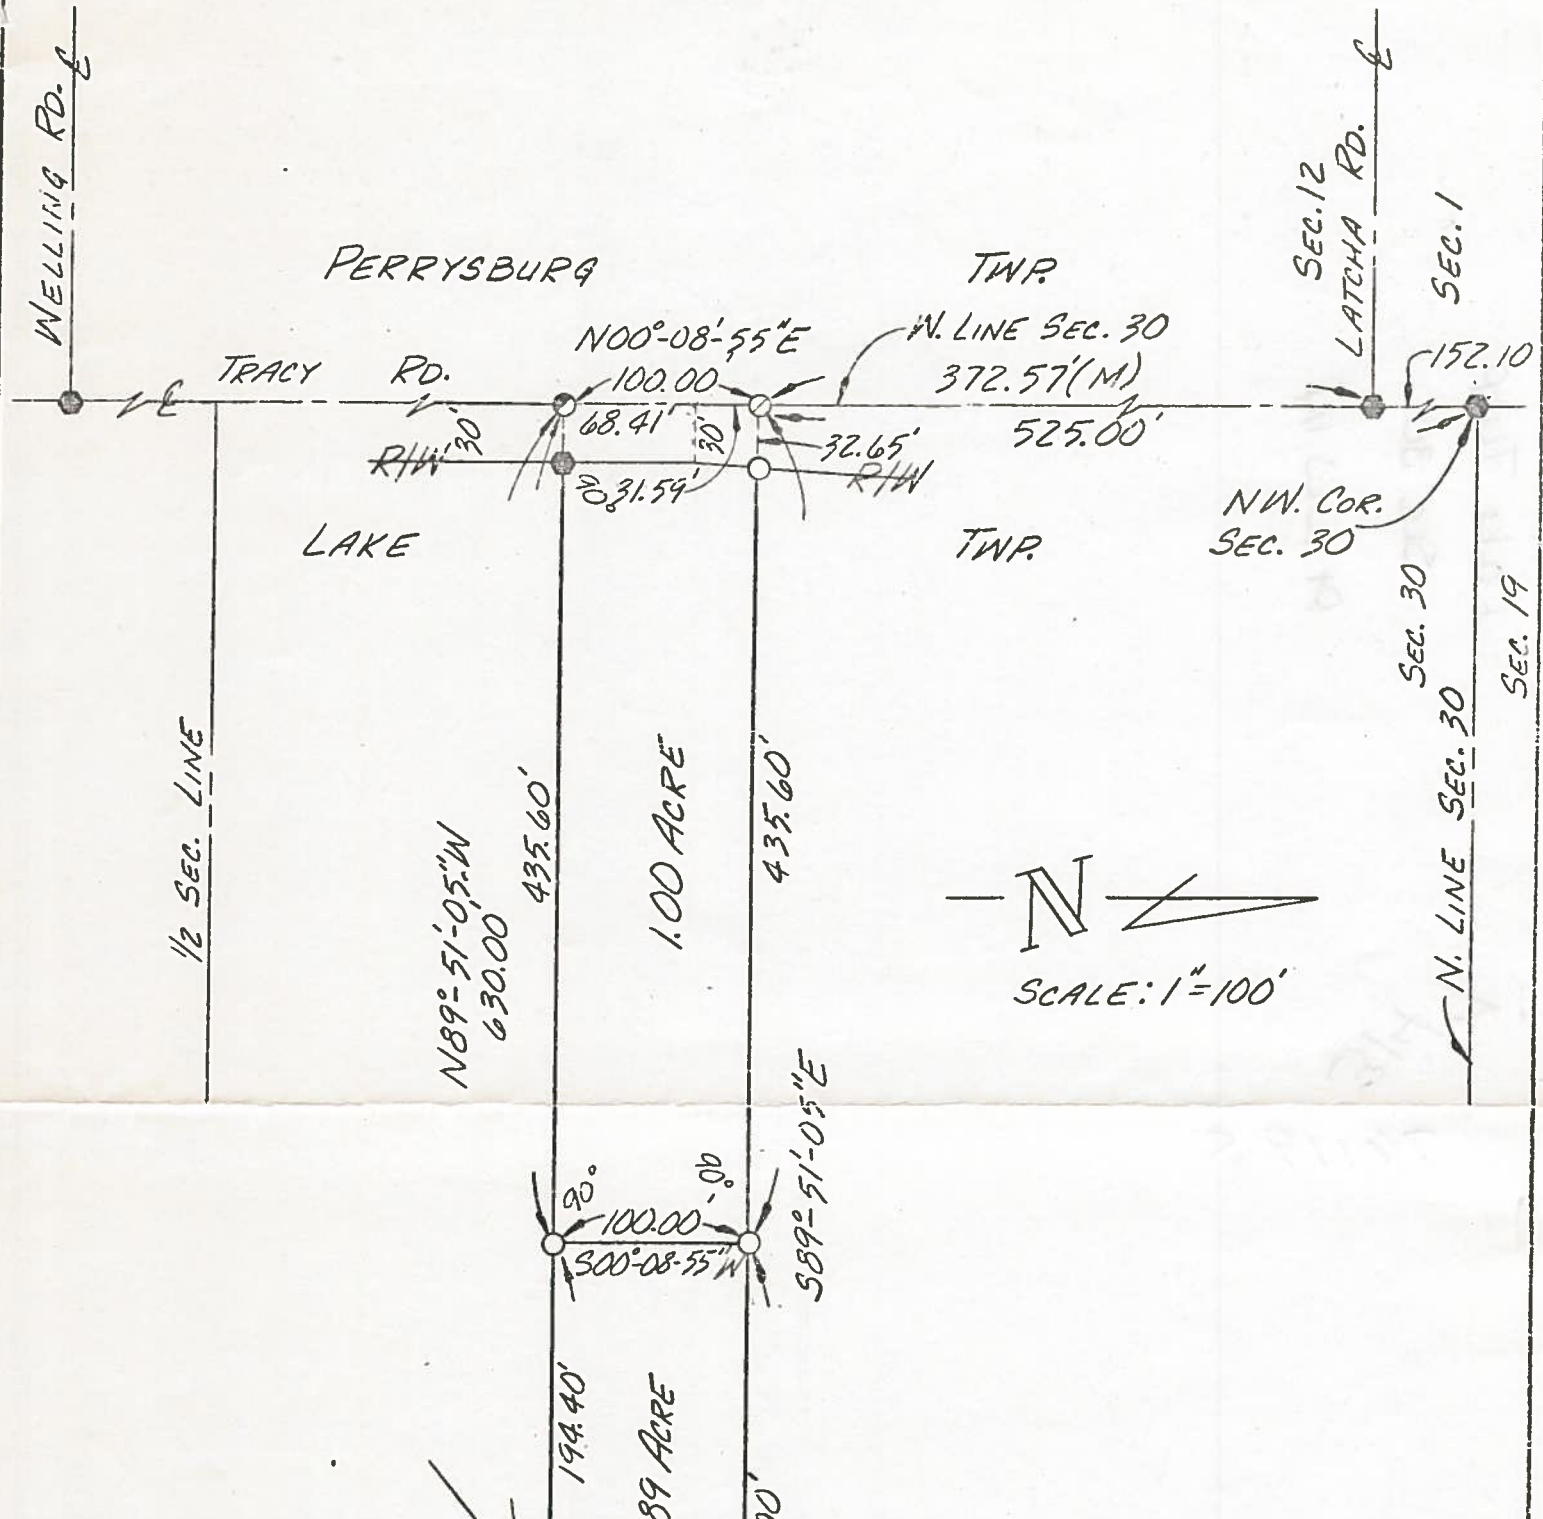 WELLING RD. ℄
℄
SEC. 12
LATCHA RD.
SEC. 1
PERRYSBURG TWP.
N00°-08'-55"E
N. LINE SEC. 30
TRACY RD.
℄
100.00'
372.57'(M)
152.10
30'
68.41'
30'
32.65'
525.00'
R/W
31.59'
R/W
NW. COR.
SEC. 30
LAKE TWP.
SEC. 30
SEC. 19
½ SEC. LINE
N89°-51'-05"W
630.00'
435.60'
1.00 ACRE
435.60'
N
SCALE: 1"=100'
N. LINE SEC. 30
S89°-51'-05"E
90°
90°
100.00
S00°-08-55"W
194.40'
89 ACRE
00'